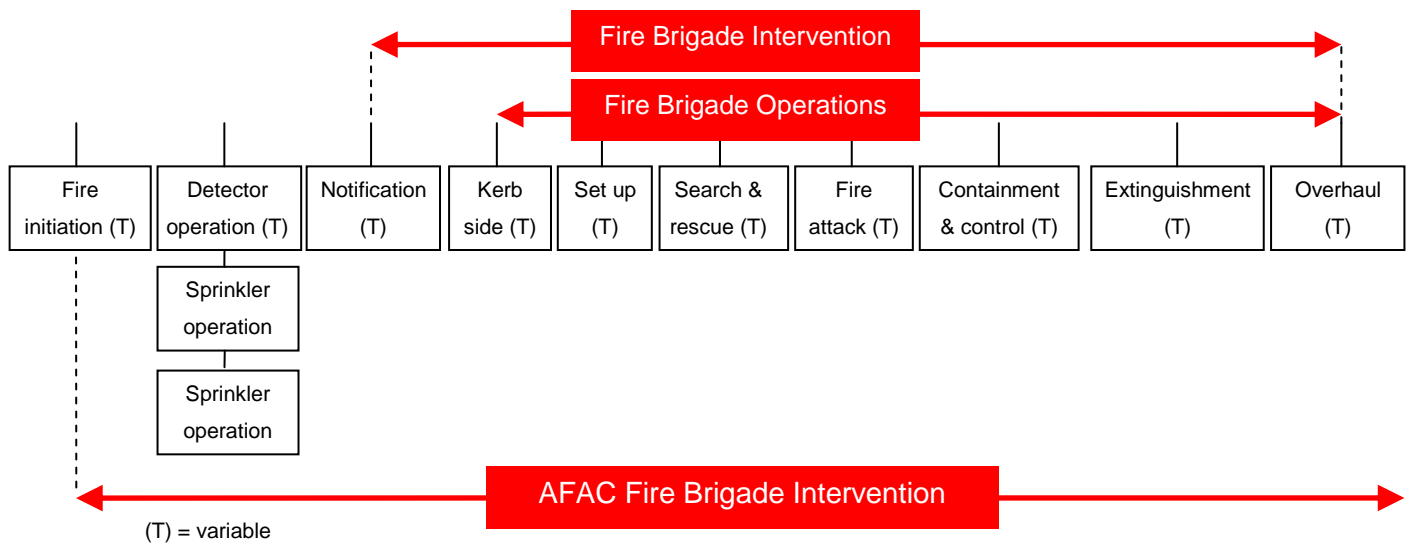 Fire Brigade Intervention
Fire Brigade Operations
Fire
initiation (T)
Detector
operation (T)
Notification
(T)
Kerb
side (T)
Set up
(T)
Search &
rescue (T)
Fire
attack (T)
Containment
& control (T)
Extinguishment
(T)
Overhaul
(T)
Sprinkler
operation
Sprinkler
operation
AFAC Fire Brigade Intervention
(T) = variable